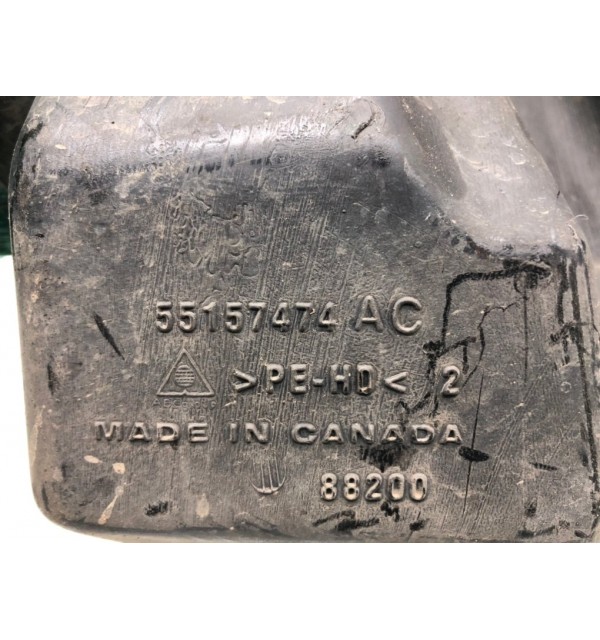 55157474 AC
>PE-HD< 2
MADE IN CANADA
88200